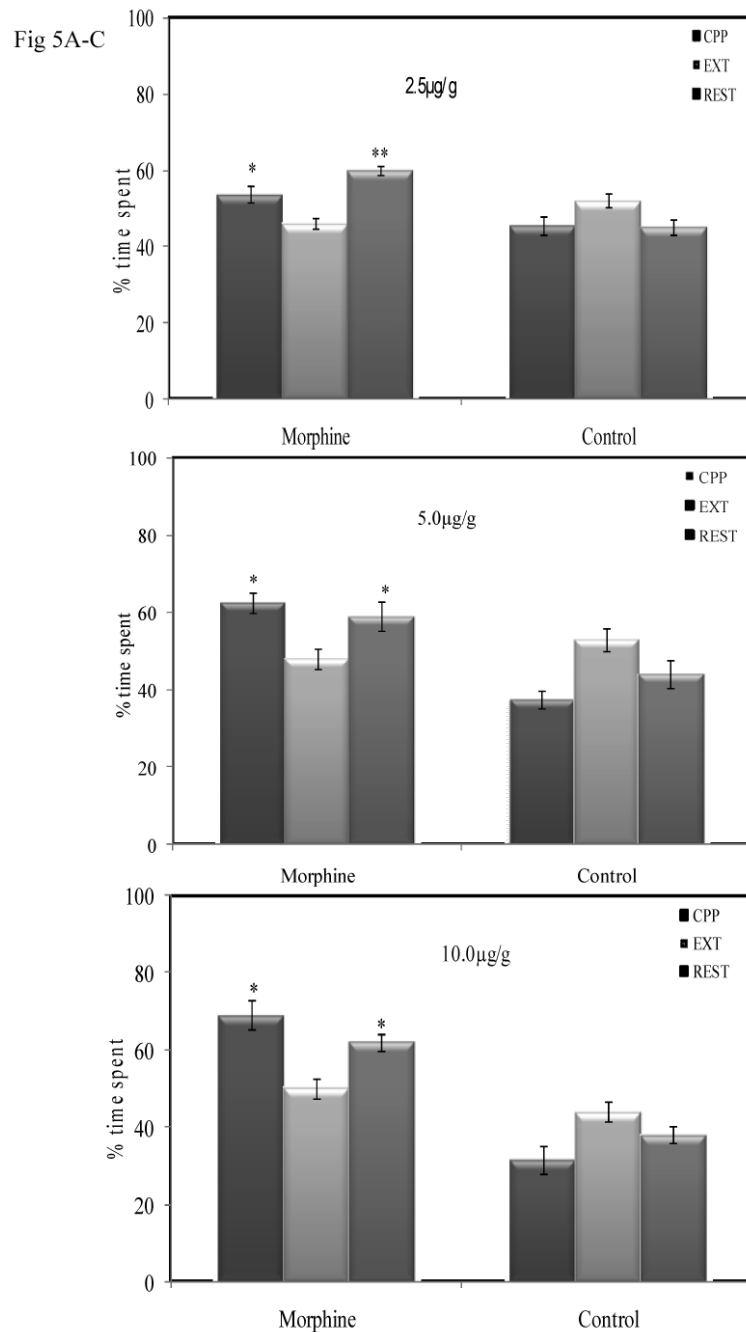 Fig 5A-C
100
80
60
40
20
0
% time spent
2.5µg/g
CPP
EXT
REST
*
**
Morphine Control
100
80
60
40
20
0
% time spent
5.0µg/g
CPP
EXT
REST
*
*
Morphine Control
100
80
60
40
20
0
% time spent
10.0µg/g
CPP
EXT
REST
*
*
Morphine Control